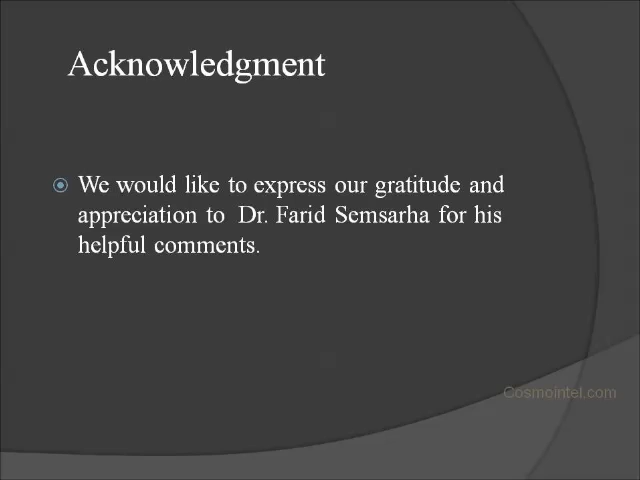 Acknowledgment
We would like to express our gratitude and
appreciation to Dr. Farid Semsarha for his
helpful comments.
Cosmointel.com